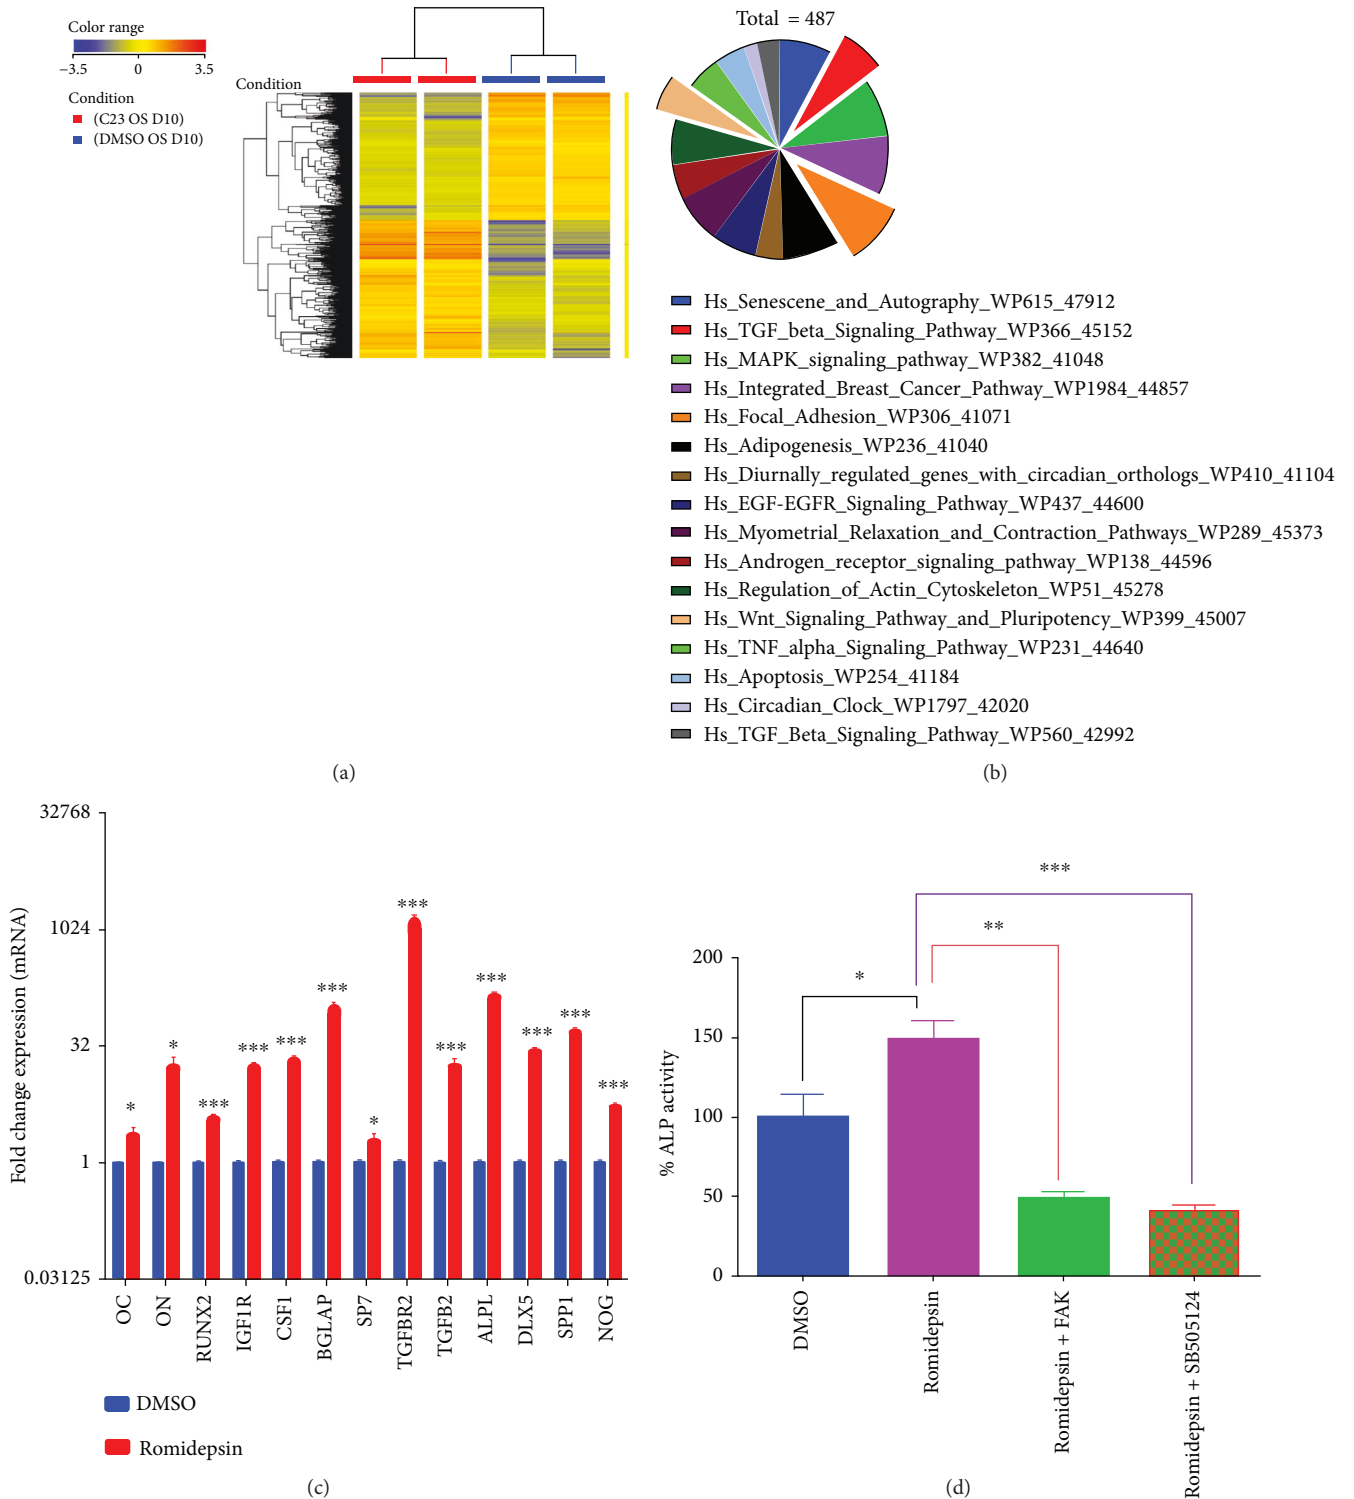 Color range
−3.5 0 3.5
Condition
(C23 OS D10)
(DMSO OS D10)
Condition
(a)
Total = 487
Hs_Senescene_and_Autography_WP615_47912
Hs_TGF_beta_Signaling_Pathway_WP366_45152
Hs_MAPK_signaling_pathway_WP382_41048
Hs_Integrated_Breast_Cancer_Pathway_WP1984_44857
Hs_Focal_Adhesion_WP306_41071
Hs_Adipogenesis_WP236_41040
Hs_Diurnally_regulated_genes_with_circadian_orthologs_WP410_41104
Hs_EGF-EGFR_Signaling_Pathway_WP437_44600
Hs_Myometrial_Relaxation_and_Contraction_Pathways_WP289_45373
Hs_Androgen_receptor_signaling_pathway_WP138_44596
Hs_Regulation_of_Actin_Cytoskeleton_WP51_45278
Hs_Wnt_Signaling_Pathway_and_Pluripotency_WP399_45007
Hs_TNF_alpha_Signaling_Pathway_WP231_44640
Hs_Apoptosis_WP254_41184
Hs_Circadian_Clock_WP1797_42020
Hs_TGF_Beta_Signaling_Pathway_WP560_42992
(b)
Fold change expression (mRNA)
32768
1024
32
1
0.03125
*
*
***
***
***
***
*
***
***
***
***
***
***
OC
ON
RUNX2
IGF1R
CSF1
BGLAP
SP7
TGFBR2
TGFB2
ALPL
DLX5
SPP1
NOG
DMSO
Romidepsin
(c)
% ALP activity
200
150
100
50
0
*
**
***
DMSO
Romidepsin
Romidepsin + FAK
Romidepsin + SB505124
(d)